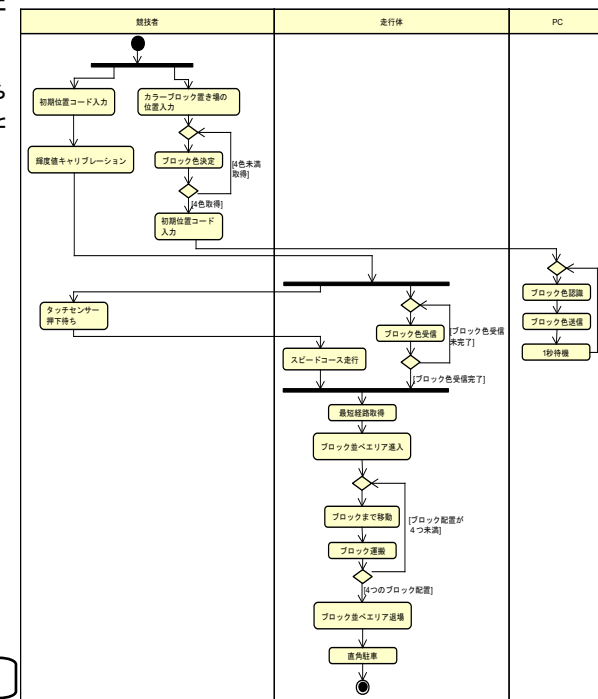 競技者
走行体
PC
初期位置コード入力
カラーブロック置き場の
位置入力
輝度値キャリブレーション
ブロック色決定
[4色未満
取得]
[4色取得]
初期位置コード
入力
ブロック色認識
ブロック色送信
1秒待機
タッチセンサー
押下待ち
ブロック色受信
[ブロック色受信
未完了]
スピードコース走行
[ブロック色受信完了]
最短経路取得
ブロック並べエリア進入
ブロックまで移動
[ブロック配置が
４つ未満]
ブロック運搬
[4つのブロック配置]
ブロック並べエリア退場
直角駐車